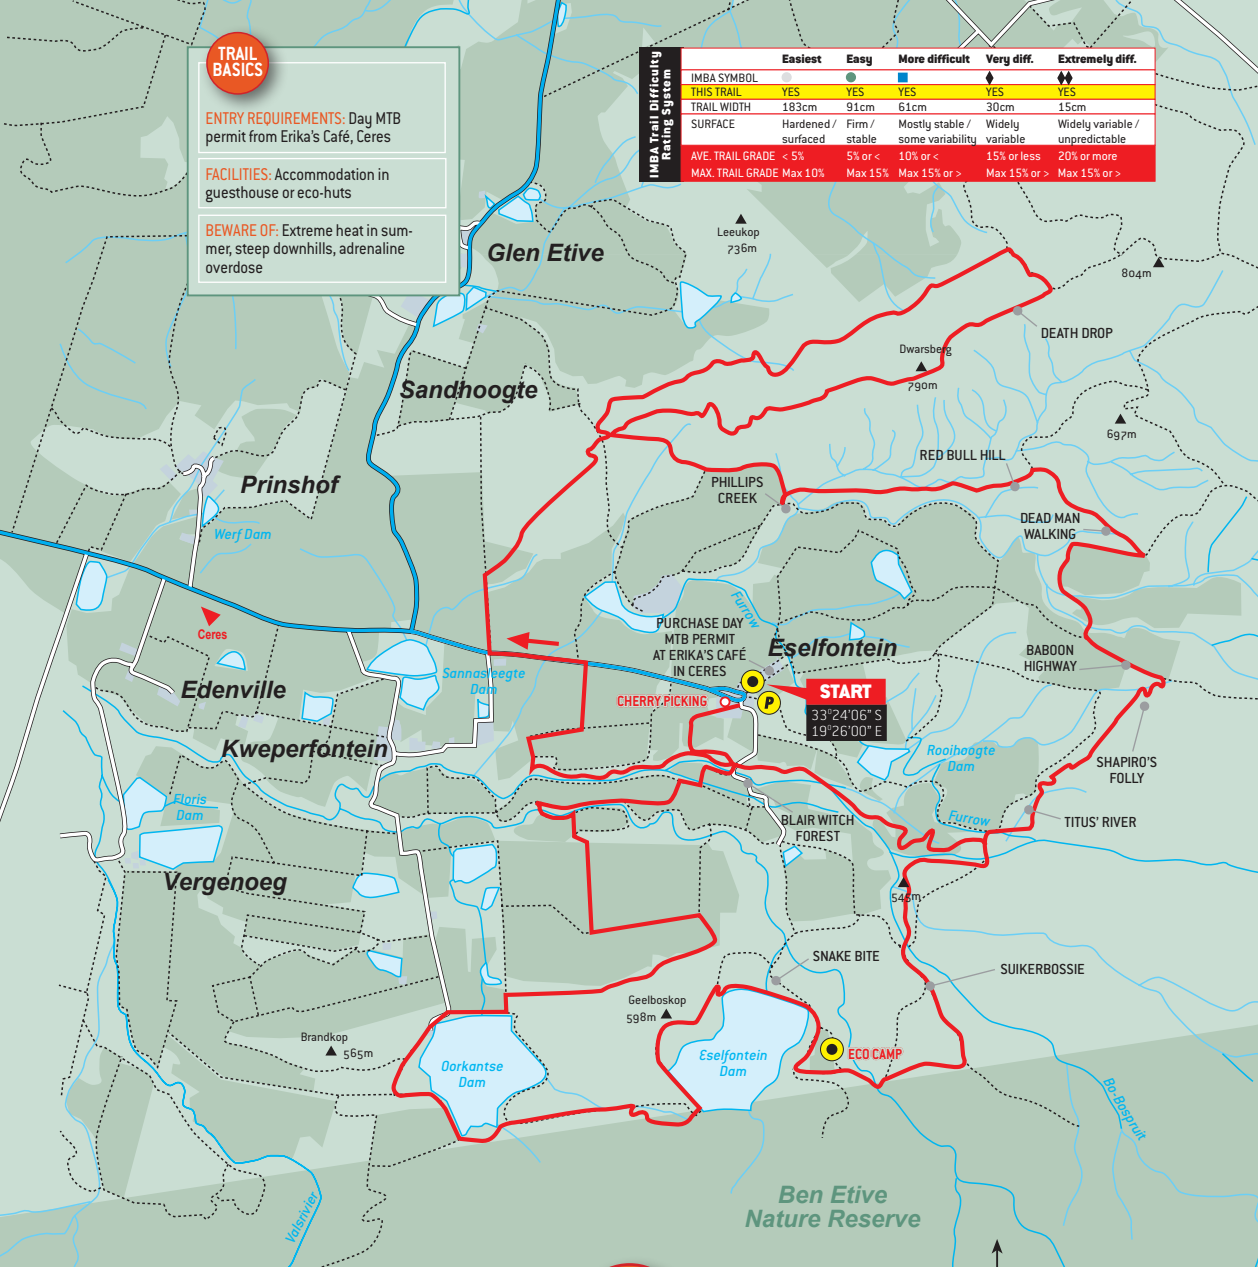 TRAIL
BASICS
ENTRY REQUIREMENTS: Day MTB
permit from Erika's Café, Ceres
FACILITIES: Accommodation in
guesthouse or eco-huts
BEWARE OF: Extreme heat in sum-
mer, steep downhills, adrenaline
overdose
IMBA Trail Difficulty
Rating System
Easiest Easy More difficult Very diff. Extremely diff.
IMBA SYMBOL
THIS TRAIL YES YES YES YES YES
TRAIL WIDTH 183cm 91cm 61cm 30cm 15cm
SURFACE Hardened / Firm / Mostly stable / Widely Widely variable /
surfaced stable some variability variable unpredictable
AVE. TRAIL GRADE < 5% 5% or < 10% or < 15% or less 20% or more
MAX. TRAIL GRADE Max 10% Max 15% Max 15% or > Max 15% or > Max 15% or >
Leeukop
736m
Glen Etive
804m
DEATH DROP
Dwarsberg
790m
Sandhoogte
697m
RED BULL HILL
Prinshof
PHILLIPS
CREEK
DEAD MAN
WALKING
Werf Dam
Furrow
Ceres
PURCHASE DAY
MTB PERMIT
AT ERIKA'S CAFÉ
IN CERES
Eselfontein
BABOON
HIGHWAY
Sannasleegte
Dam
Edenville
CHERRY PICKING
P
START
33°24'06" S
19°26'00" E
Kweperfontein
Rooihoogte
Dam
SHAPIRO'S
FOLLY
Floris
Dam
BLAIR WITCH
FOREST
Furrow
TITUS' RIVER
Vergenoeg
545m
SNAKE BITE
SUIKERBOSSIE
Geelboskop
598m
Brandkop
565m
Oorkantse
Dam
Eselfontein
Dam
ECO CAMP
Bo-Bospruit
Valsrivier
Ben Etive
Nature Reserve